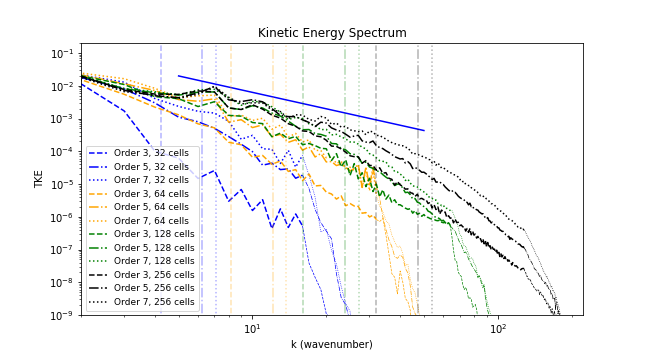 Kinetic Energy Spectrum
10⁻¹
10⁻²
10⁻³
10⁻⁴
10⁻⁵
10⁻⁶
10⁻⁷
10⁻⁸
10⁻⁹
TKE
Order 3, 32 cells
Order 5, 32 cells
Order 7, 32 cells
Order 3, 64 cells
Order 5, 64 cells
Order 7, 64 cells
Order 3, 128 cells
Order 5, 128 cells
Order 7, 128 cells
Order 3, 256 cells
Order 5, 256 cells
Order 7, 256 cells
10¹
10²
k (wavenumber)